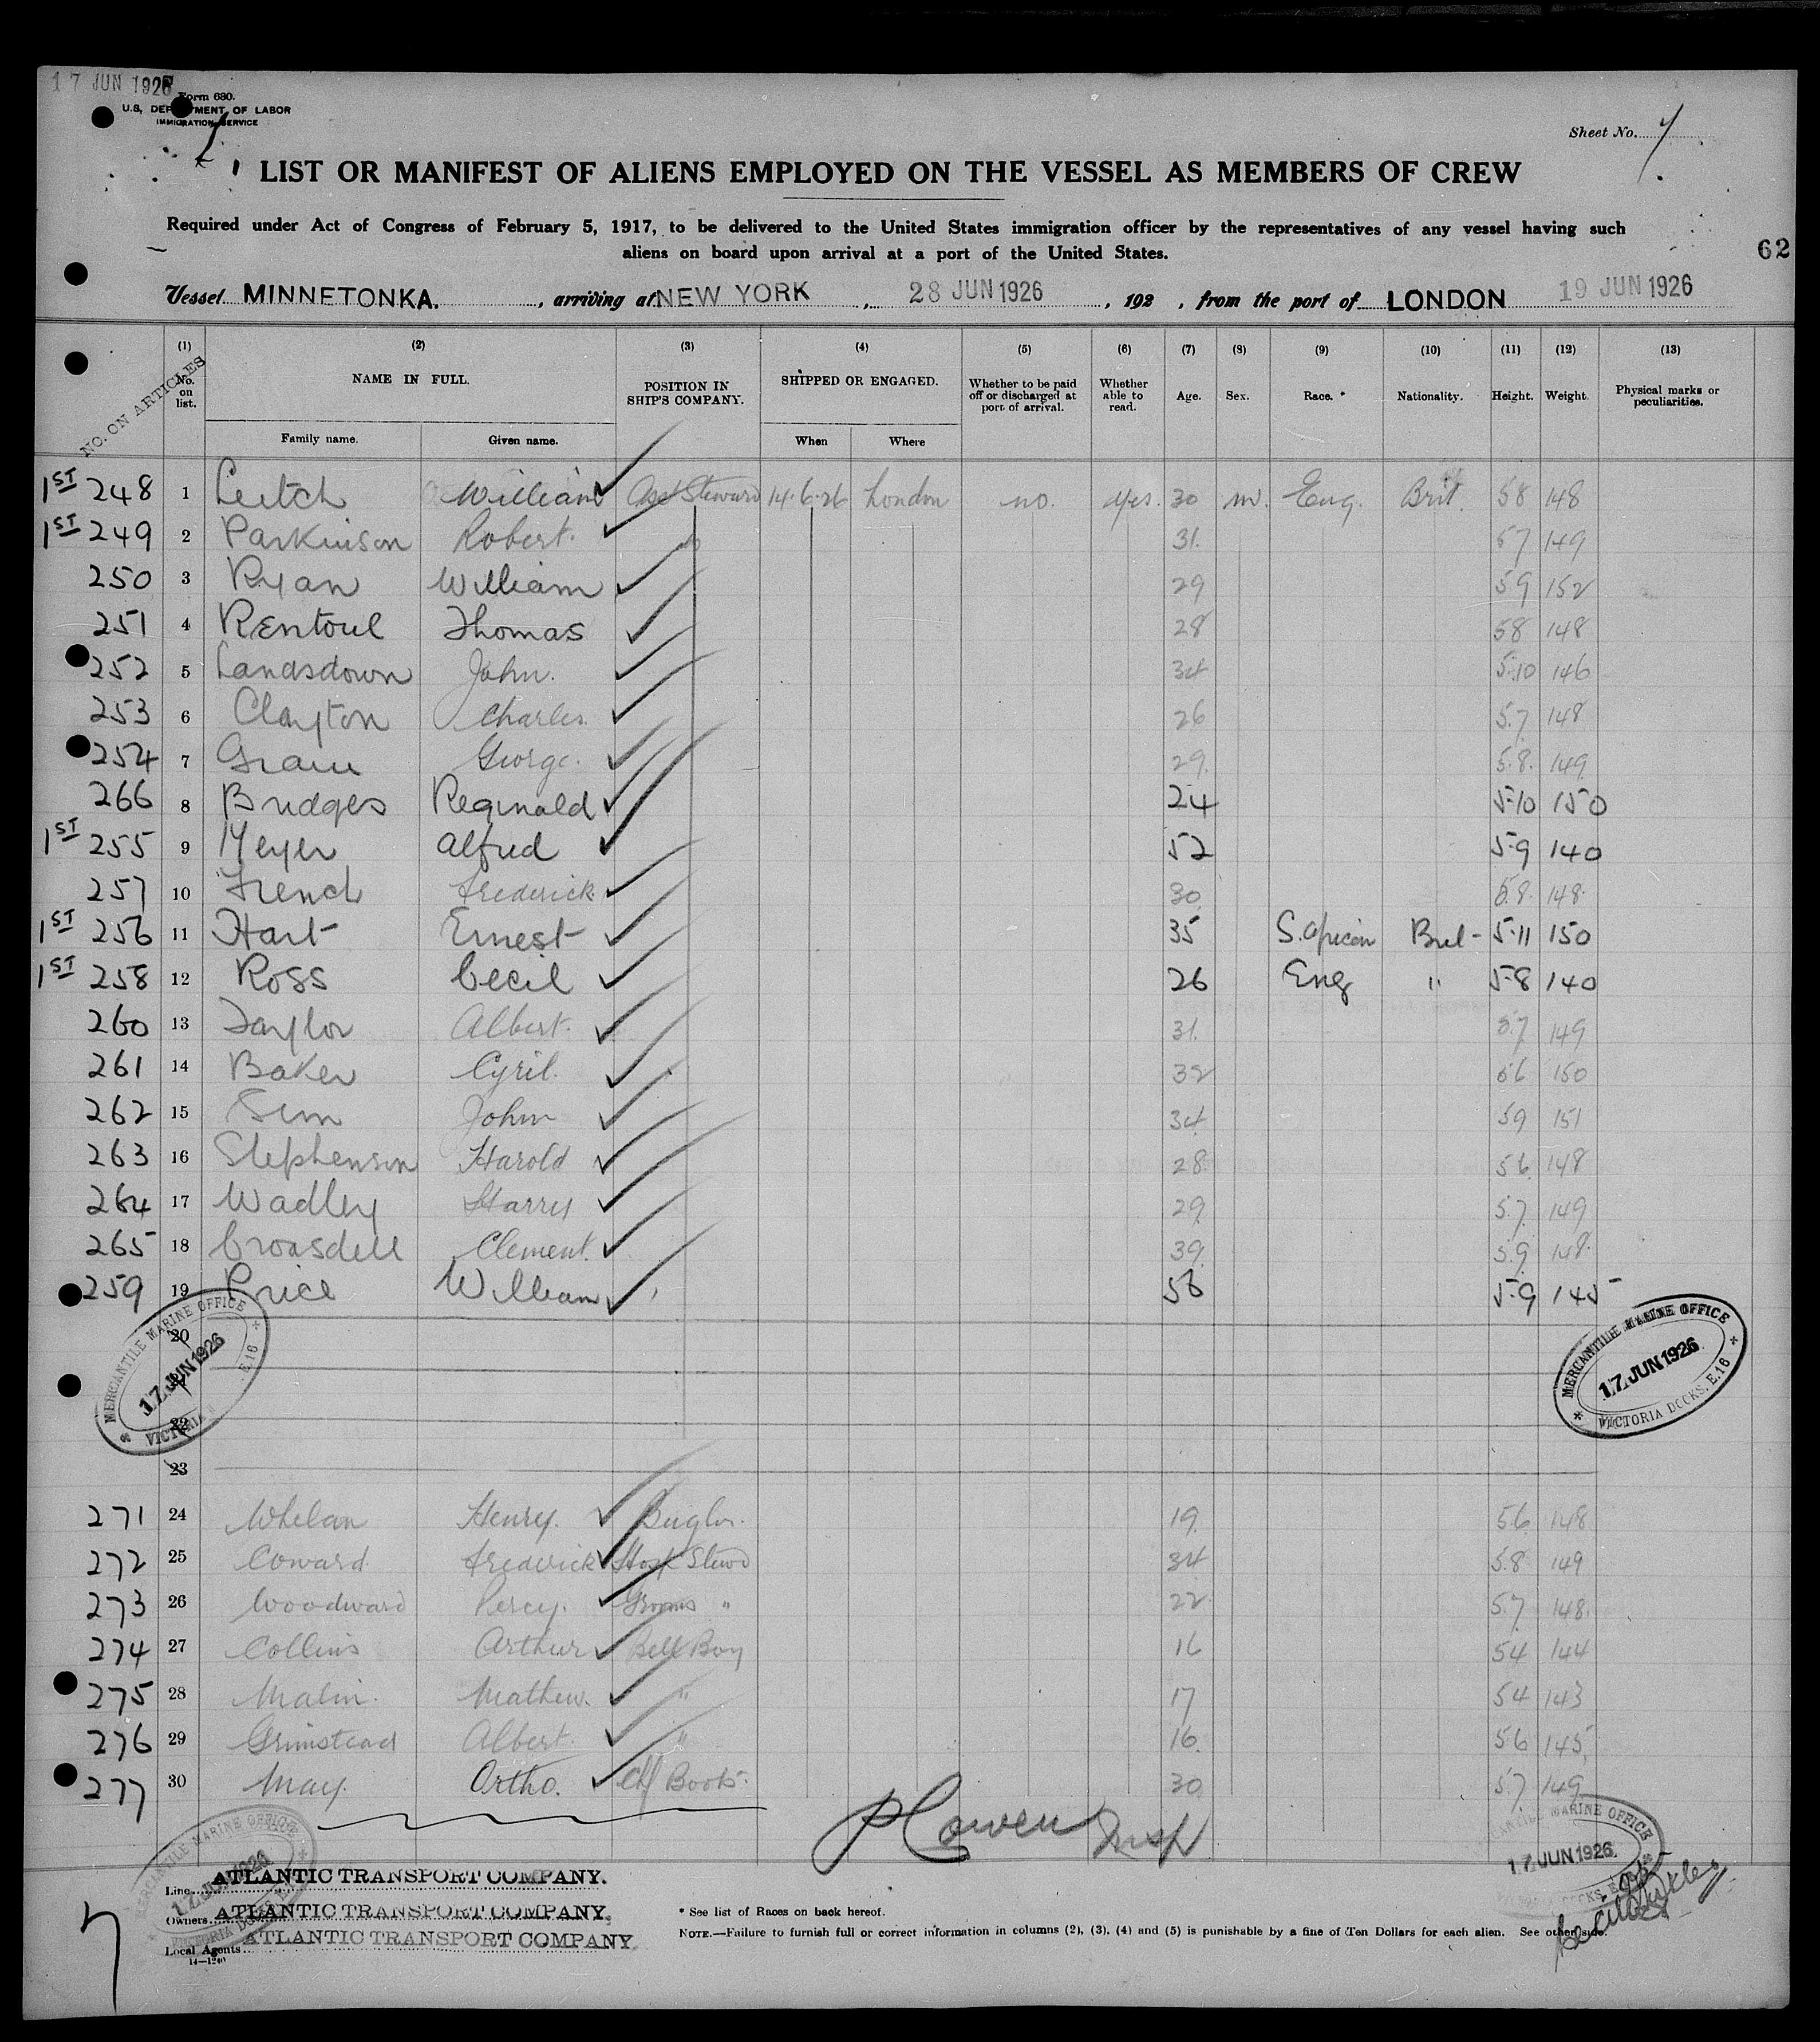 17 JUN 1926
Form 680.
U.S. DEPARTMENT OF LABOR
IMMIGRATION SERVICE
Sheet No. 7
LIST OR MANIFEST OF ALIENS EMPLOYED ON THE VESSEL AS MEMBERS OF CREW
Required under Act of Congress of February 5, 1917, to be delivered to the United States immigration officer by the representatives of any vessel having such
aliens on board upon arrival at a port of the United States.
62
Vessel MINNETONKA. , arriving at NEW YORK , 28 JUN 1926 , 192 , from the port of LONDON 19 JUN 1926
NO. ON ARTICLES
(1) (2) (3) (4) (5) (6) (7) (8) (9) (10) (11) (12) (13)
No. on list. NAME IN FULL. POSITION IN SHIP'S COMPANY. SHIPPED OR ENGAGED. Whether to be paid off or discharged at port of arrival. Whether able to read. Age. Sex. Race. * Nationality. Height. Weight. Physical marks or peculiarities.
Family name. Given name. When Where
1ST 248 1 Leitch William Asst Steward 14.6.26 London no. yes. 30 m. Eng. Brit. 58 148
1ST 249 2 Parkinson Robert. 31. 57 149
250 3 Ryan William 29 59 152
251 4 Rentoul Thomas 28 58 148
252 5 Landsdown John. 34 5.10 146
253 6 Clayton Charles. 26 5.7 148
254 7 George. 29. 5.8. 149
266 8 Bridges Reginald 24 5-10 150
1ST 255 9 Meyer Alfred 52 5-9 140
257 10 French Frederick. 30. 5.8. 148.
1ST 256 11 Hart Ernest 35 S. African Brit- 5-11 150
1ST 258 12 Ross Cecil 26 Eng " 5-8 140
260 13 Taylor Albert. 31. 5.7 149
261 14 Baker Cyril. 32 56 150
262 15 Sim John 34 59 151
263 16 Stephenson Harold 28. 56 148
264 17 Wadley Harry 29. 5.7. 149
265 18 Croasdell Clement. 39. 5.9. 148.
259 19 Price William 5-9 145
20
22
23
MERCANTILE MARINE OFFICE
17 JUN 1926
VICTORIA E.16
MERCANTILE MARINE OFFICE
17 JUN 1926
VICTORIA DOCKS. E.16
271 24 Whelan Henry. Bugler. 19. 56 148
272 25 Coward Frederick Hosp Stewd 34 5.8 149
273 26 Woodward Percy. Grooms " 22. 5.7 148.
274 27 Collins Arthur Bell Boy 16 54 144
275 28 Malin. Mathew. " 17 54 143
276 29 Grimstead Albert. " 16. 56 145
277 30 May. Ortho. Boots. 30. 5.7 149
P Cowen Insp
MERCANTILE MARINE OFFICE
17 JUN 1926
VICTORIA DOCKS
MARINE OFFICE
17 JUN 1926
Line ATLANTIC TRANSPORT COMPANY.
Owners ATLANTIC TRANSPORT COMPANY.
Local Agents ATLANTIC TRANSPORT COMPANY
14—1240
7
* See list of Races on back hereof.
NOTE.—Failure to furnish full or correct information in columns (2), (3), (4) and (5) is punishable by a fine of Ten Dollars for each alien. See other side.